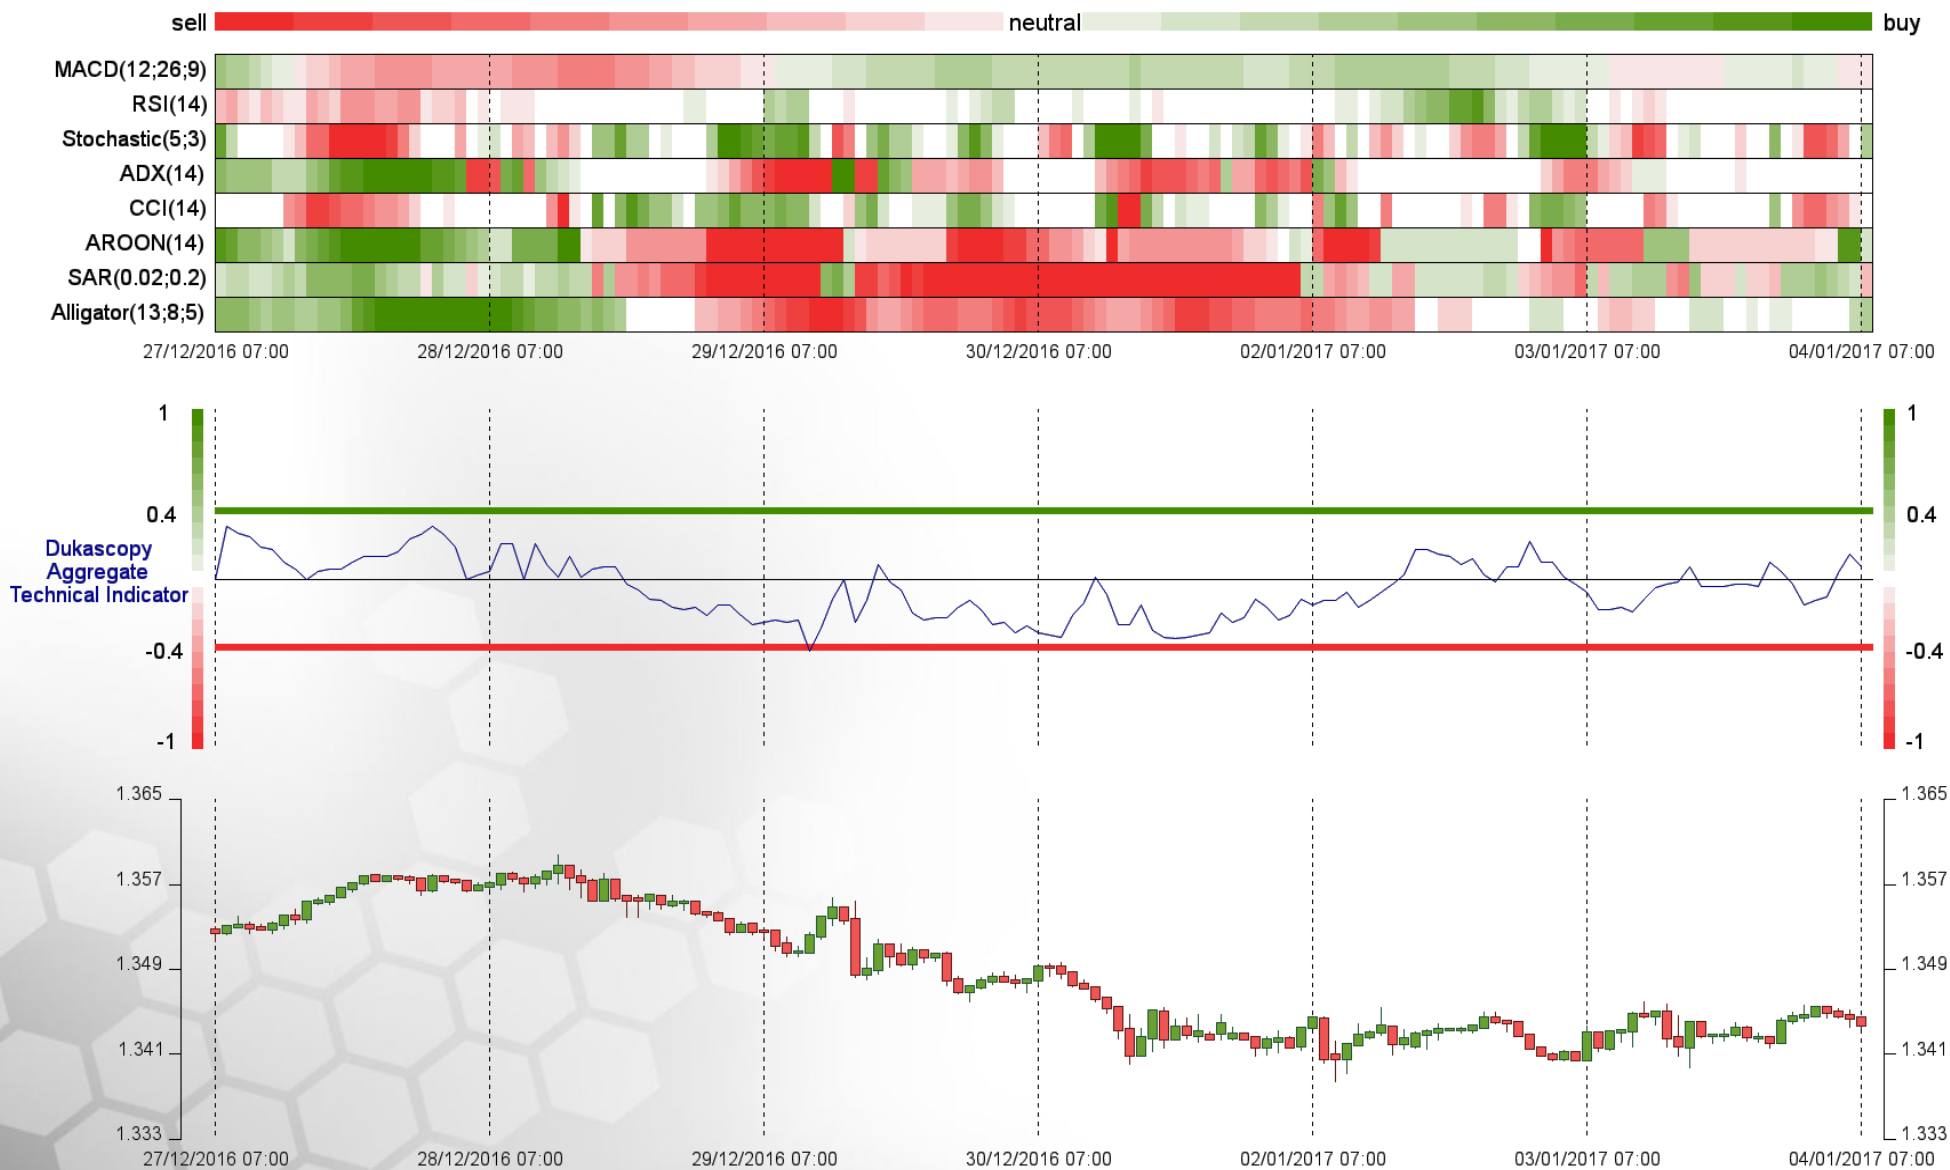 sell neutral buy
MACD(12;26;9)
RSI(14)
Stochastic(5;3)
ADX(14)
CCI(14)
AROON(14)
SAR(0.02;0.2)
Alligator(13;8;5)
27/12/2016 07:00 28/12/2016 07:00 29/12/2016 07:00 30/12/2016 07:00 02/01/2017 07:00 03/01/2017 07:00 04/01/2017 07:00
1 1
0.4 0.4
Dukascopy
Aggregate
Technical Indicator
-0.4 -0.4
-1 -1
1.365 1.365
1.357 1.357
1.349 1.349
1.341 1.341
1.333 1.333
27/12/2016 07:00 28/12/2016 07:00 29/12/2016 07:00 30/12/2016 07:00 02/01/2017 07:00 03/01/2017 07:00 04/01/2017 07:00